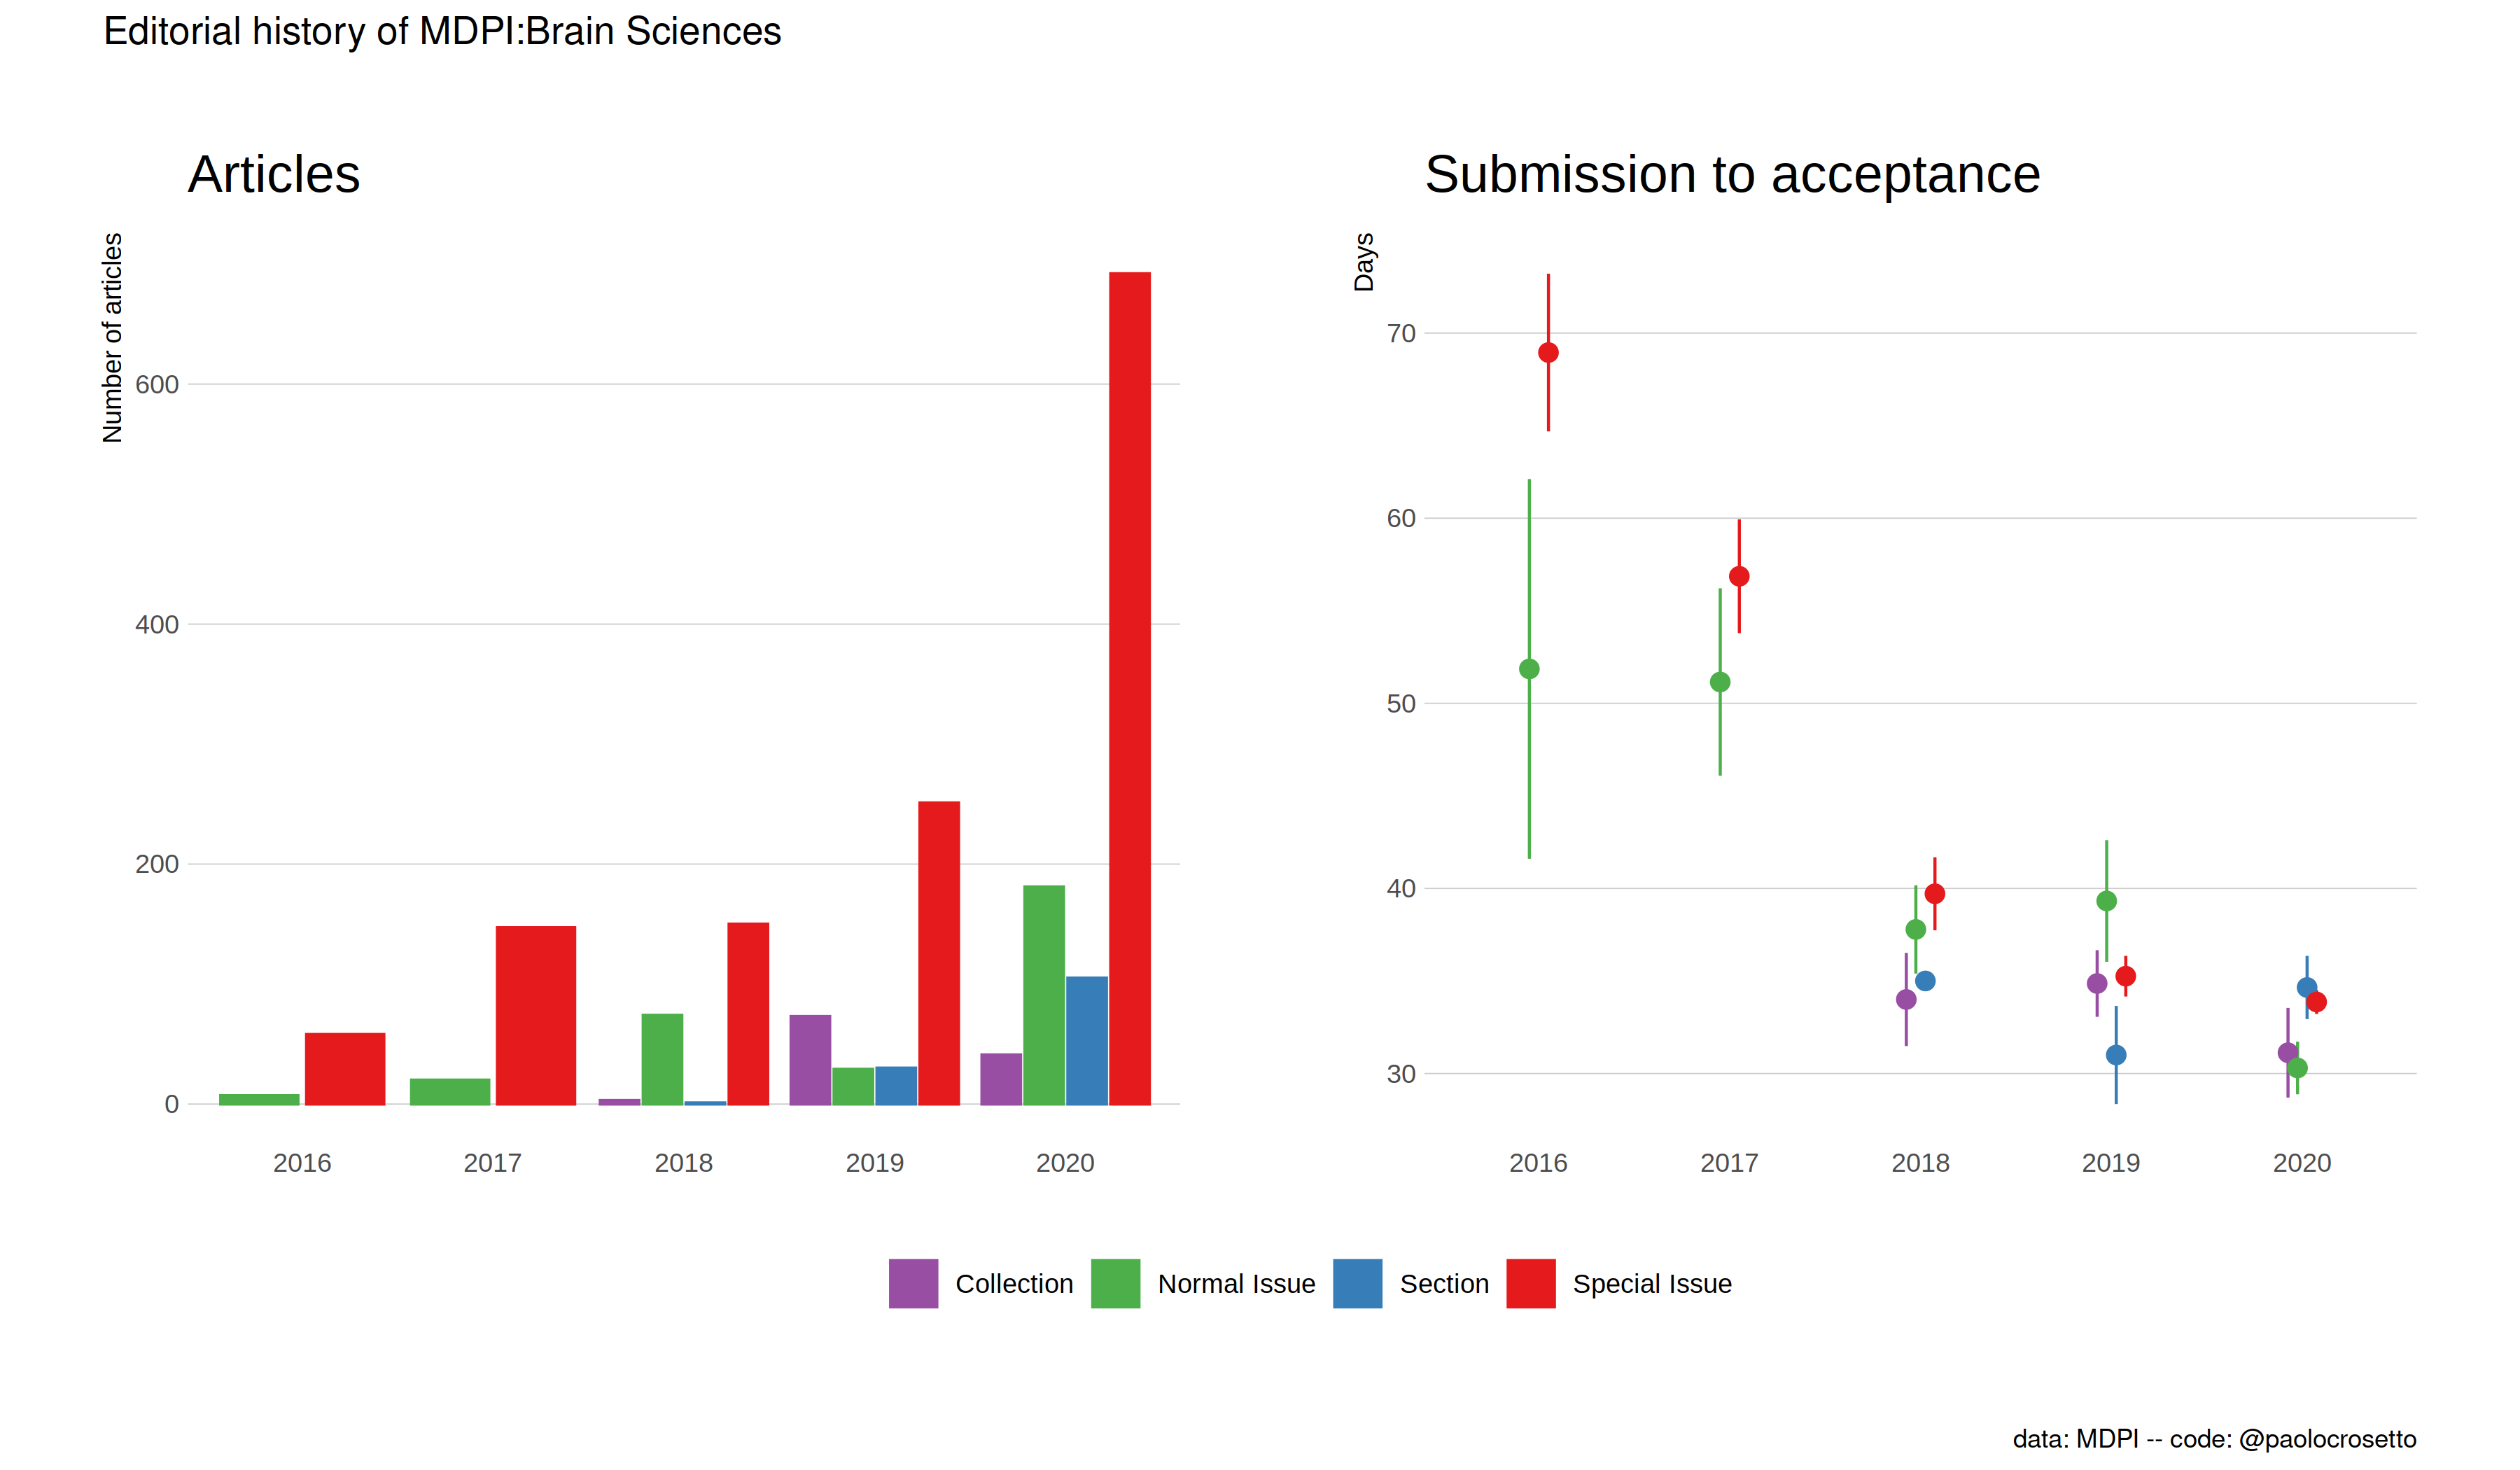 Editorial history of MDPI:Brain Sciences
Articles
Number of articles
600
400
200
0
2016 2017 2018 2019 2020
Submission to acceptance
Days
70
60
50
40
30
2016 2017 2018 2019 2020
Collection Normal Issue Section Special Issue
data: MDPI -- code: @paolocrosetto